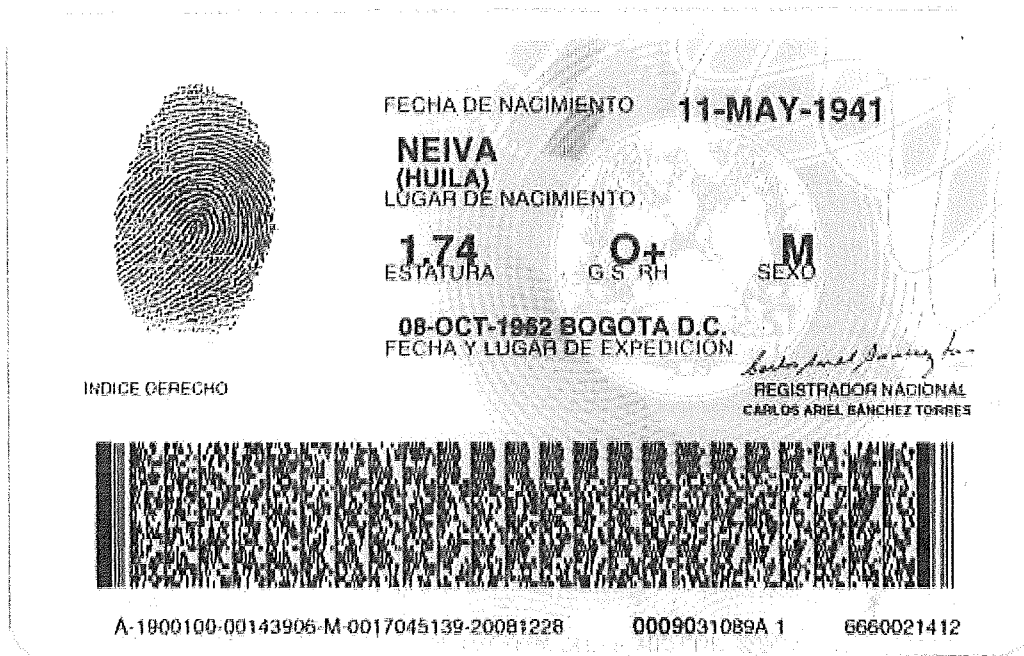 FECHA DE NACIMIENTO 11-MAY-1941
NEIVA
(HUILA)
LUGAR DE NACIMIENTO
1.74 O+ M
ESTATURA G.S. RH SEXO
08-OCT-1962 BOGOTA D.C.
FECHA Y LUGAR DE EXPEDICION
INDICE DERECHO
REGISTRADOR NACIONAL
CARLOS ARIEL SANCHEZ TORRES
A-1900100-00143906-M-0017045139-20081228 0009031089A 1 6660021412